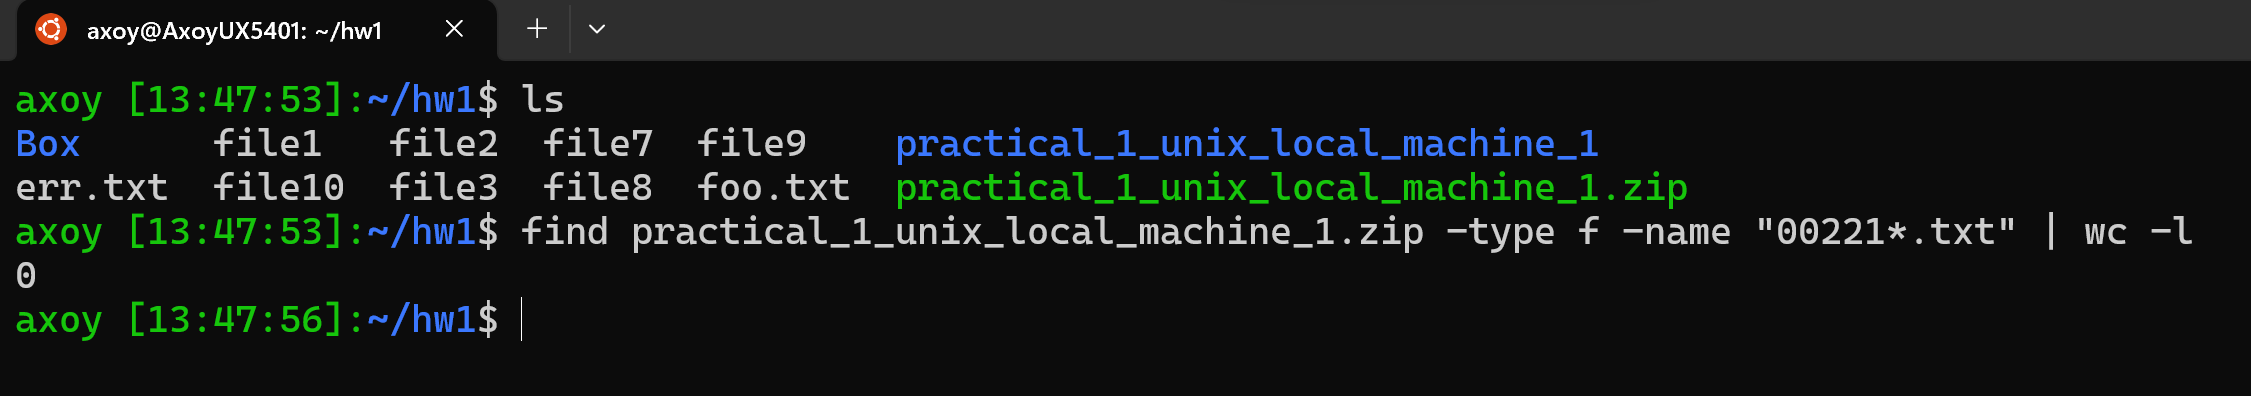 axoy@AxoyUX5401: ~/hw1
axoy [13:47:53]:~/hw1$ ls
Box      file1   file2  file7  file9    practical_1_unix_local_machine_1
err.txt  file10  file3  file8  foo.txt  practical_1_unix_local_machine_1.zip
axoy [13:47:53]:~/hw1$ find practical_1_unix_local_machine_1.zip -type f -name "00221*.txt" | wc -l
0
axoy [13:47:56]:~/hw1$